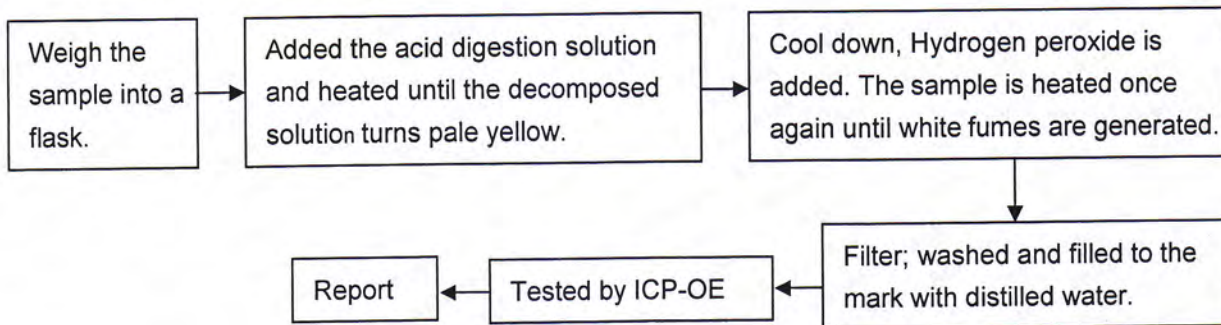 Weigh the
sample into a
flask.
Added the acid digestion solution
and heated until the decomposed
solution turns pale yellow.
Cool down, Hydrogen peroxide is
added. The sample is heated once
again until white fumes are generated.
Filter; washed and filled to the
mark with distilled water.
Tested by ICP-OE
Report